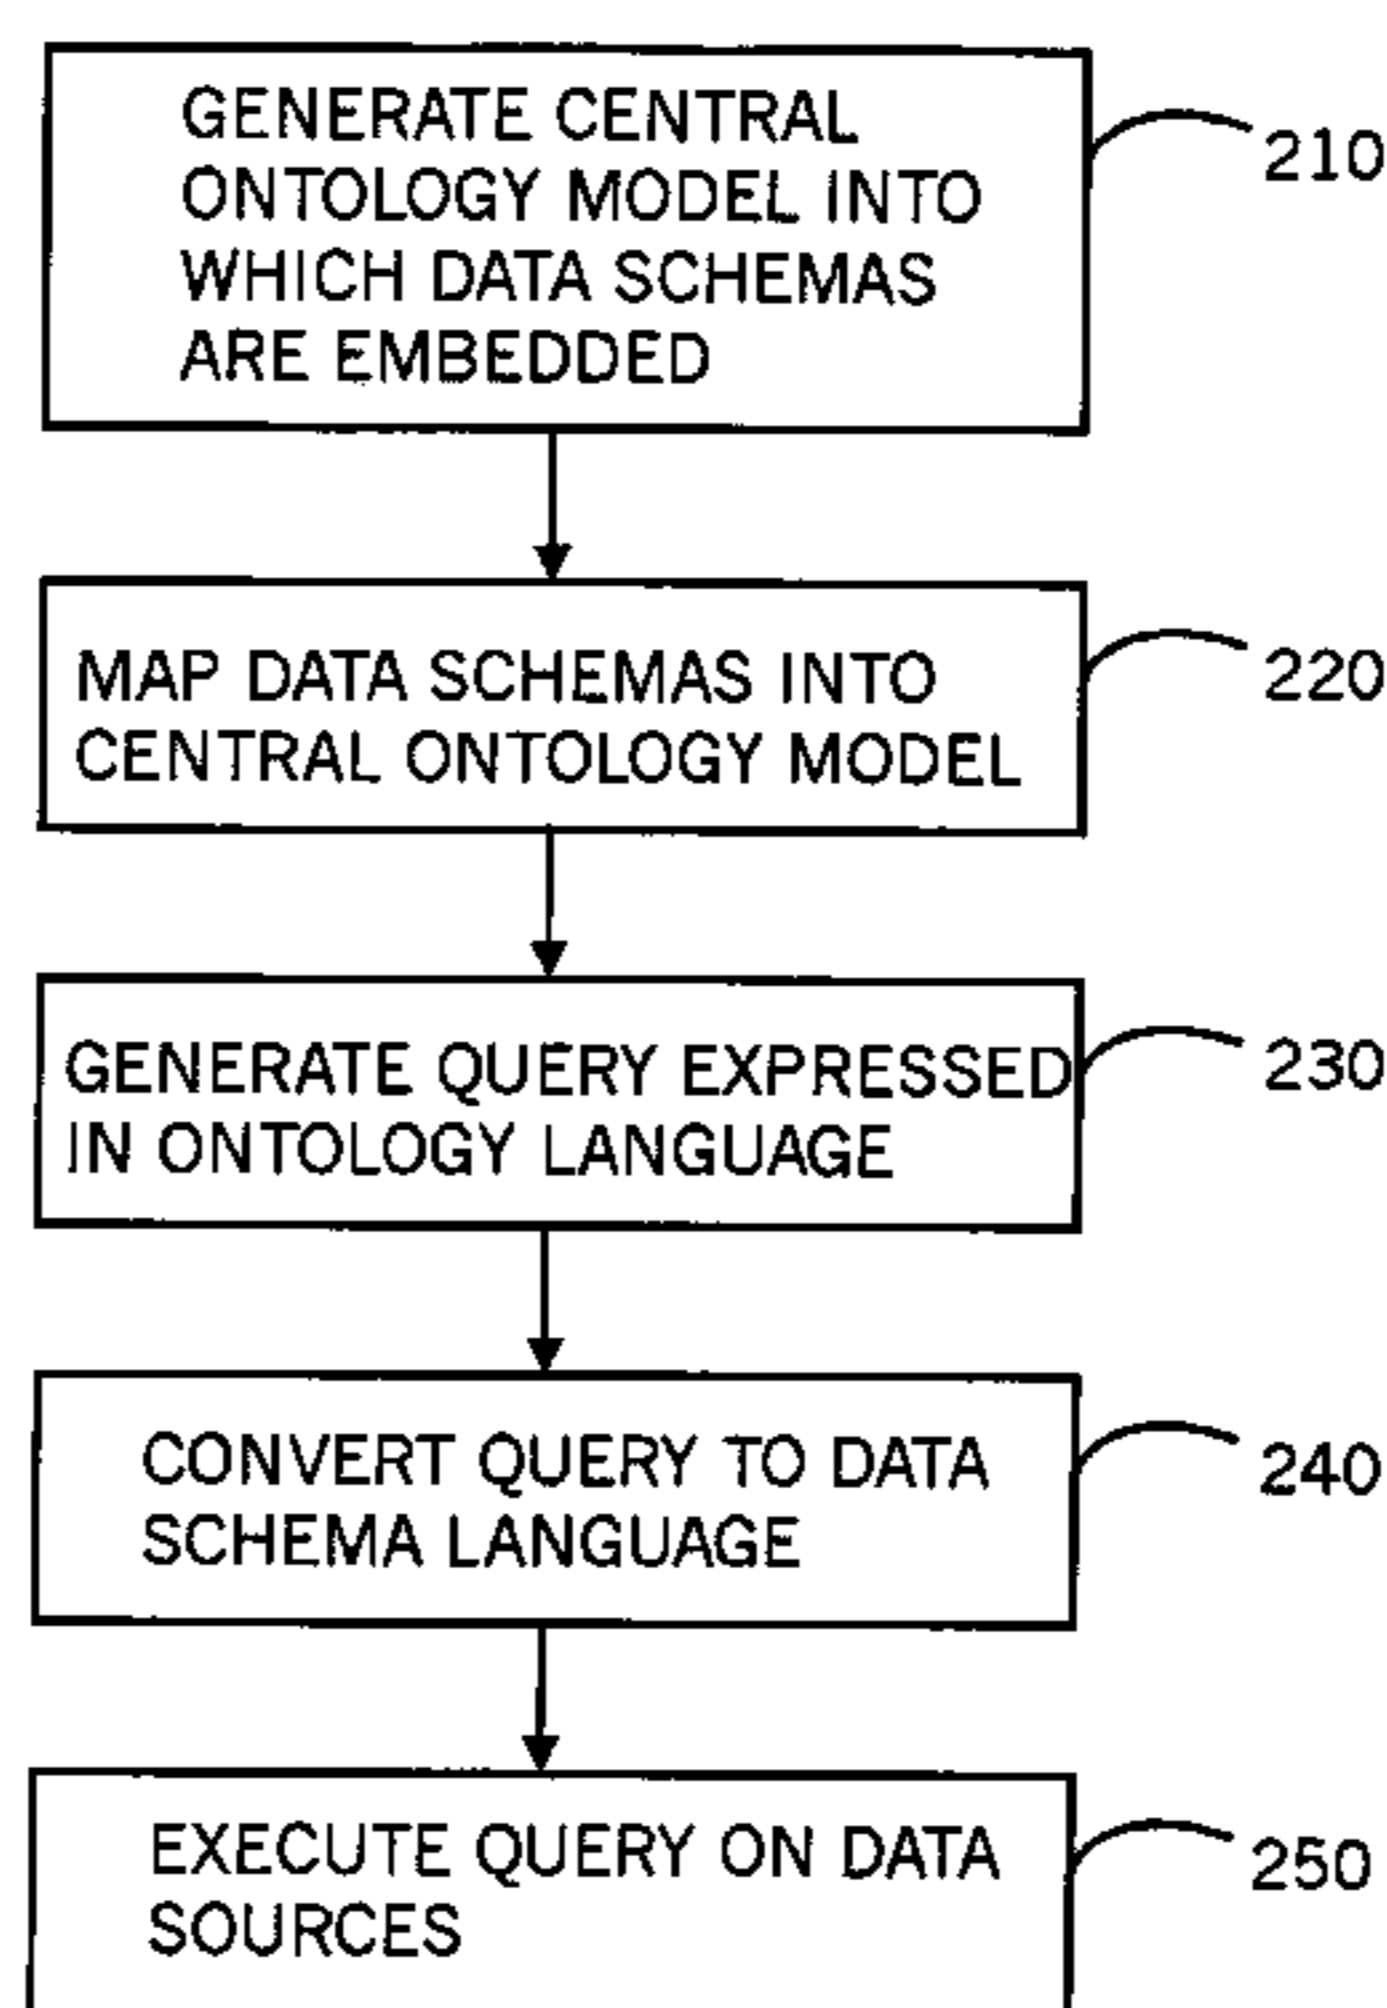 GENERATE CENTRAL
ONTOLOGY MODEL INTO
WHICH DATA SCHEMAS
ARE EMBEDDED
210
MAP DATA SCHEMAS INTO
CENTRAL ONTOLOGY MODEL
220
GENERATE QUERY EXPRESSED
IN ONTOLOGY LANGUAGE
230
CONVERT QUERY TO DATA
SCHEMA LANGUAGE
240
EXECUTE QUERY ON DATA
SOURCES
250